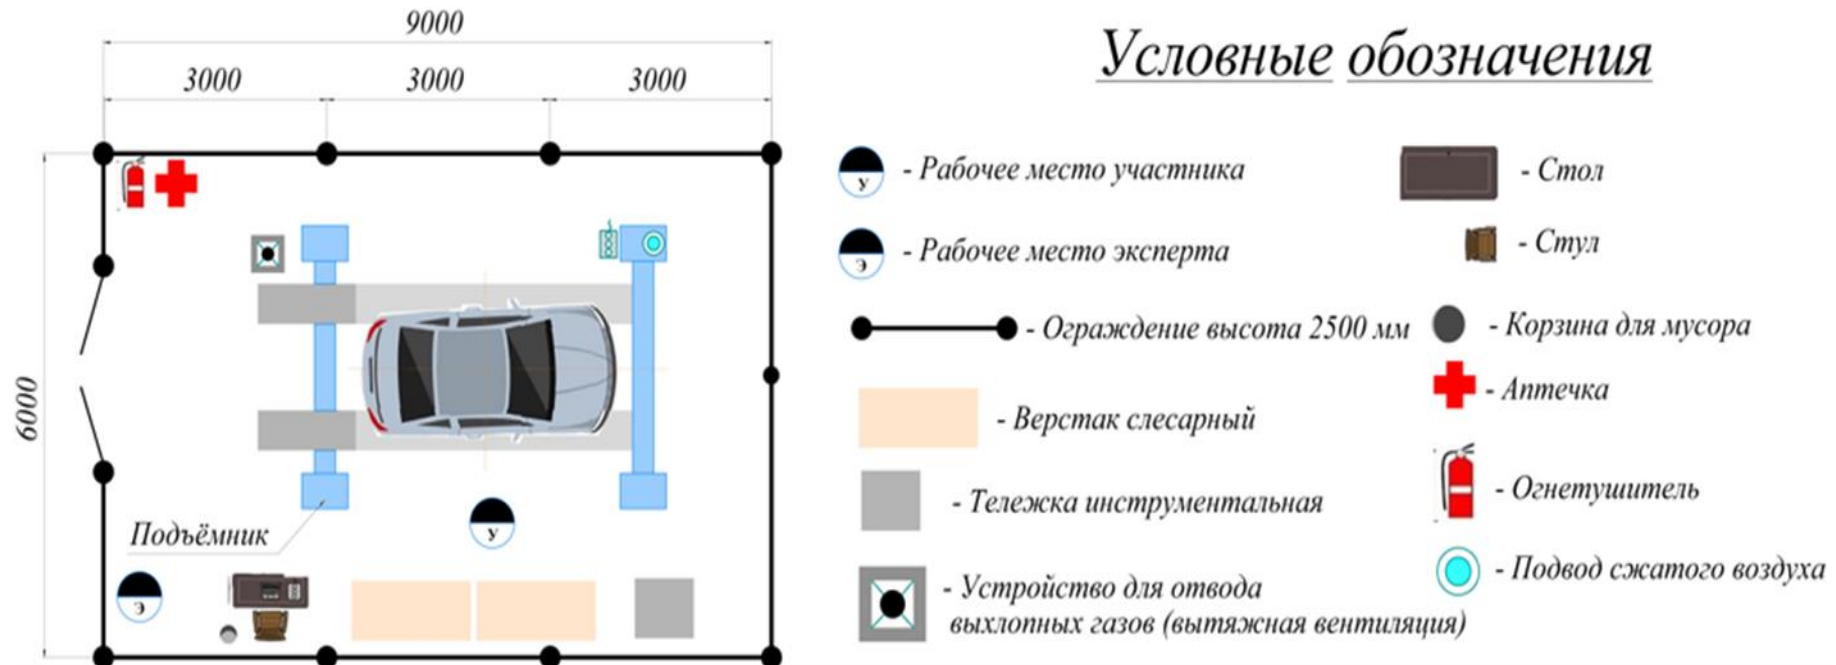 9000
3000 3000 3000
6000
Подъёмник
У
Э
Условные обозначения
У - Рабочее место участника
Э - Рабочее место эксперта
- Ограждение высота 2500 мм
- Верстак слесарный
- Тележка инструментальная
- Устройство для отвода
выхлопных газов (вытяжная вентиляция)
- Стол
- Стул
- Корзина для мусора
- Аптечка
- Огнетушитель
- Подвод сжатого воздуха